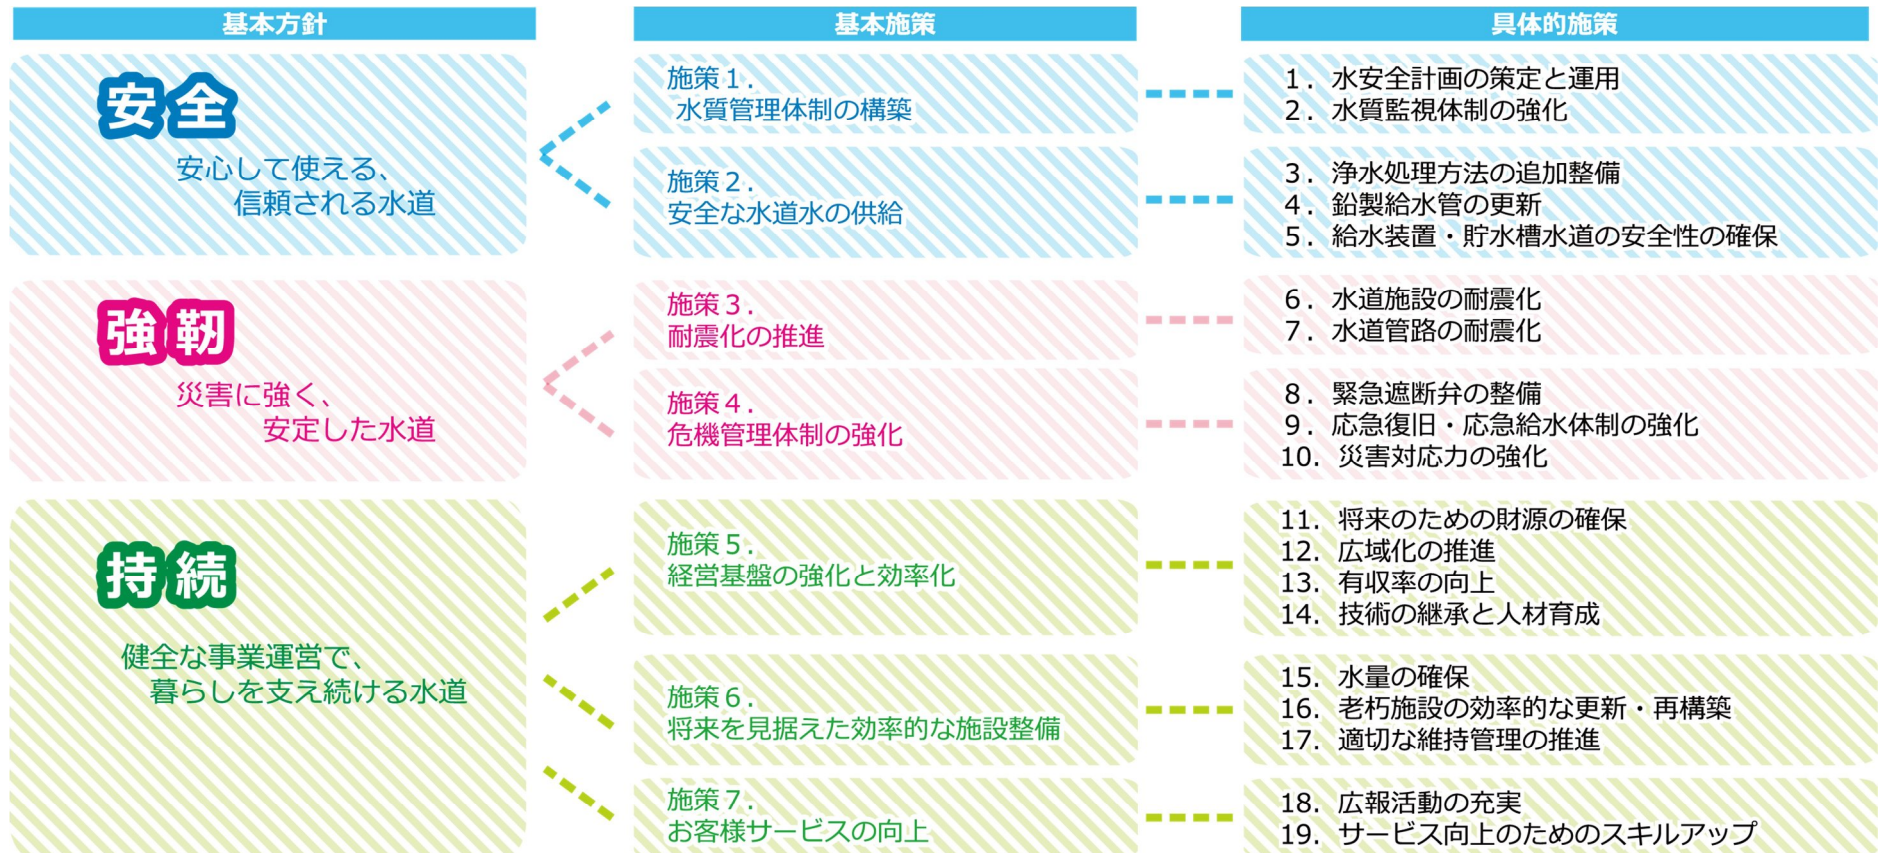 基本方針
基本施策
具体的施策
安全
安心して使える、
信頼される水道
施策1.
水質管理体制の構築
1. 水安全計画の策定と運用
2. 水質監視体制の強化
施策2.
安全な水道水の供給
3. 浄水処理方法の追加整備
4. 鉛製給水管の更新
5. 給水装置・貯水槽水道の安全性の確保
強靭
災害に強く、
安定した水道
施策3.
耐震化の推進
6. 水道施設の耐震化
7. 水道管路の耐震化
施策4.
危機管理体制の強化
8. 緊急遮断弁の整備
9. 応急復旧・応急給水体制の強化
10. 災害対応力の強化
持続
健全な事業運営で、
暮らしを支え続ける水道
施策5.
経営基盤の強化と効率化
11. 将来のための財源の確保
12. 広域化の推進
13. 有収率の向上
14. 技術の継承と人材育成
施策6.
将来を見据えた効率的な施設整備
15. 水量の確保
16. 老朽施設の効率的な更新・再構築
17. 適切な維持管理の推進
施策7.
お客様サービスの向上
18. 広報活動の充実
19. サービス向上のためのスキルアップ